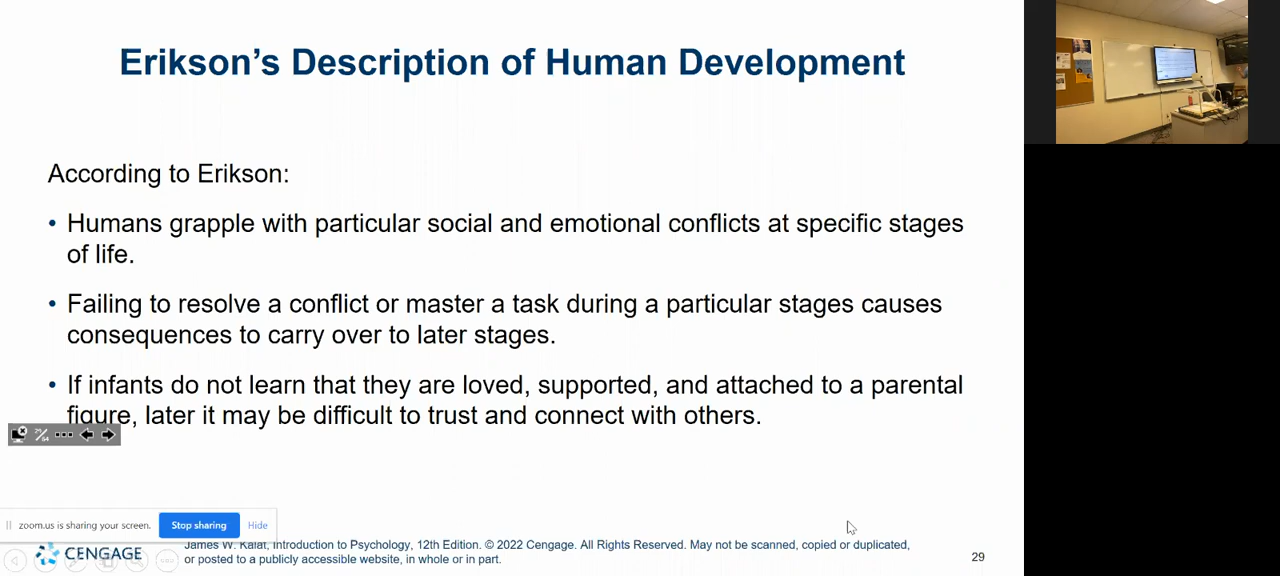 Erikson’s Description of Human Development
According to Erikson:
• Humans grapple with particular social and emotional conflicts at specific stages
of life.
• Failing to resolve a conflict or master a task during a particular stages causes
consequences to carry over to later stages.
• If infants do not learn that they are loved, supported, and attached to a parental
figure, later it may be difficult to trust and connect with others.
zoom.us is sharing your screen. Stop sharing Hide
CENGAGE
James W. Kalat, Introduction to Psychology, 12th Edition. © 2022 Cengage. All Rights Reserved. May not be scanned, copied or duplicated,
or posted to a publicly accessible website, in whole or in part.
29